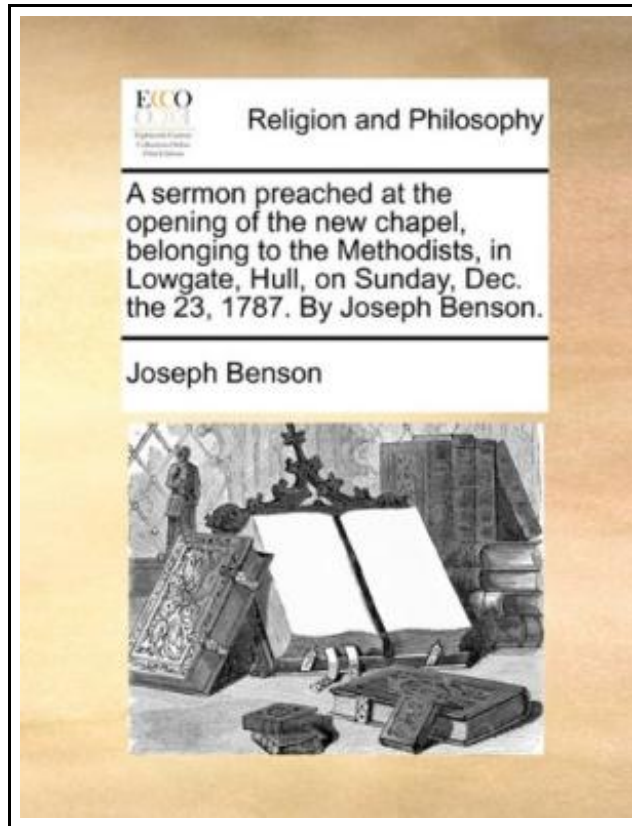 ECCO
Religion and Philosophy
A sermon preached at the
opening of the new chapel,
belonging to the Methodists, in
Lowgate, Hull, on Sunday, Dec.
the 23, 1787. By Joseph Benson.
Joseph Benson